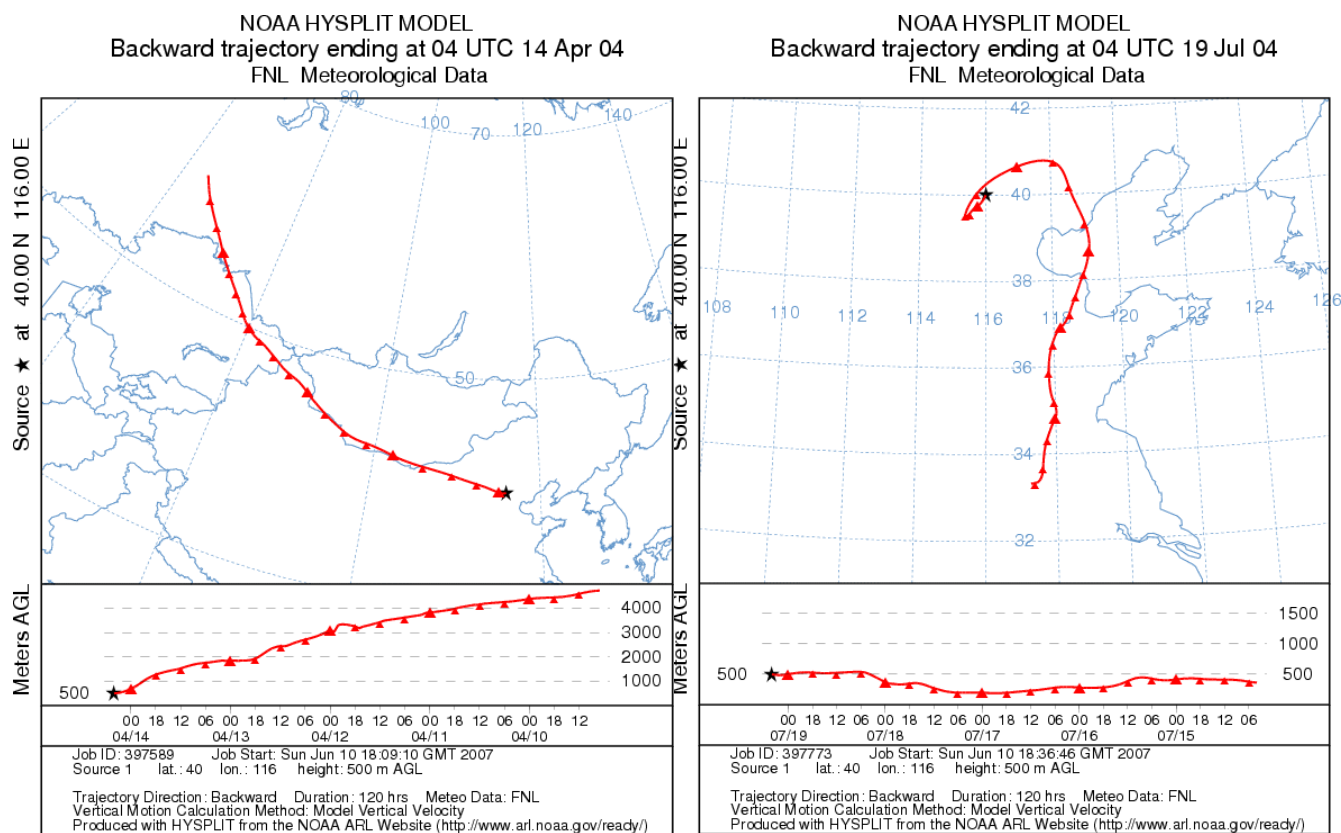 NOAA HYSPLIT MODEL
Backward trajectory ending at 04 UTC 14 Apr 04
FNL Meteorological Data
Source ★ at 40.00 N 116.00 E
80
100
70
120
140
50
Meters AGL
4000
3000
2000
1000
500
00 18 12 06 00 18 12 06 00 18 12 06 00 18 12 06 00 18 12
04/14 04/13 04/12 04/11 04/10
Job ID: 397589 Job Start: Sun Jun 10 18:09:10 GMT 2007
Source 1 lat.: 40 lon.: 116 height: 500 m AGL
Trajectory Direction: Backward Duration: 120 hrs Meteo Data: FNL
Vertical Motion Calculation Method: Model Vertical Velocity
Produced with HYSPLIT from the NOAA ARL Website (http://www.arl.noaa.gov/ready/)
NOAA HYSPLIT MODEL
Backward trajectory ending at 04 UTC 19 Jul 04
FNL Meteorological Data
Source ★ at 40.00 N 116.00 E
42
40
38
108 110 112 114 116 118 120 122 124 126
36
34
32
Meters AGL
1500
1000
500
500
00 18 12 06 00 18 12 06 00 18 12 06 00 18 12 06 00 18 12 06
07/19 07/18 07/17 07/16 07/15
Job ID: 397773 Job Start: Sun Jun 10 18:36:46 GMT 2007
Source 1 lat.: 40 lon.: 116 height: 500 m AGL
Trajectory Direction: Backward Duration: 120 hrs Meteo Data: FNL
Vertical Motion Calculation Method: Model Vertical Velocity
Produced with HYSPLIT from the NOAA ARL Website (http://www.arl.noaa.gov/ready/)